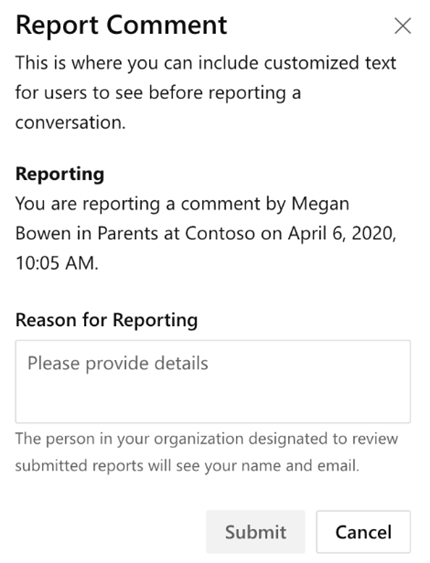 Report Comment
This is where you can include customized text
for users to see before reporting a
conversation.
Reporting
You are reporting a comment by Megan
Bowen in Parents at Contoso on April 6, 2020,
10:05 AM.
Reason for Reporting
Please provide details
The person in your organization designated to review
submitted reports will see your name and email.
Submit
Cancel